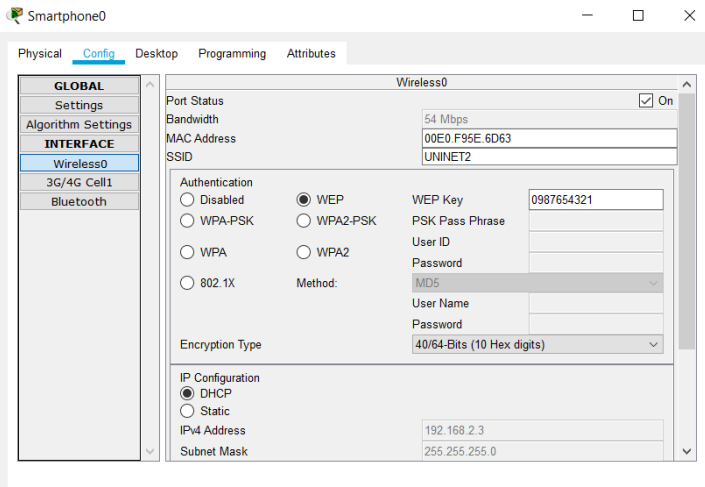 Smartphone0
Physical Config Desktop Programming Attributes
GLOBAL
Settings
Algorithm Settings
INTERFACE
Wireless0
3G/4G Cell1
Bluetooth
Wireless0
Port Status On
Bandwidth 54 Mbps
MAC Address 00E0.F95E.6D63
SSID UNINET2
Authentication
Disabled WEP WEP Key 0987654321
WPA-PSK WPA2-PSK PSK Pass Phrase
User ID
WPA WPA2
Password
802.1X Method: MD5
User Name
Password
Encryption Type 40/64-Bits (10 Hex digits)
IP Configuration
DHCP
Static
IPv4 Address 192.168.2.3
Subnet Mask 255.255.255.0